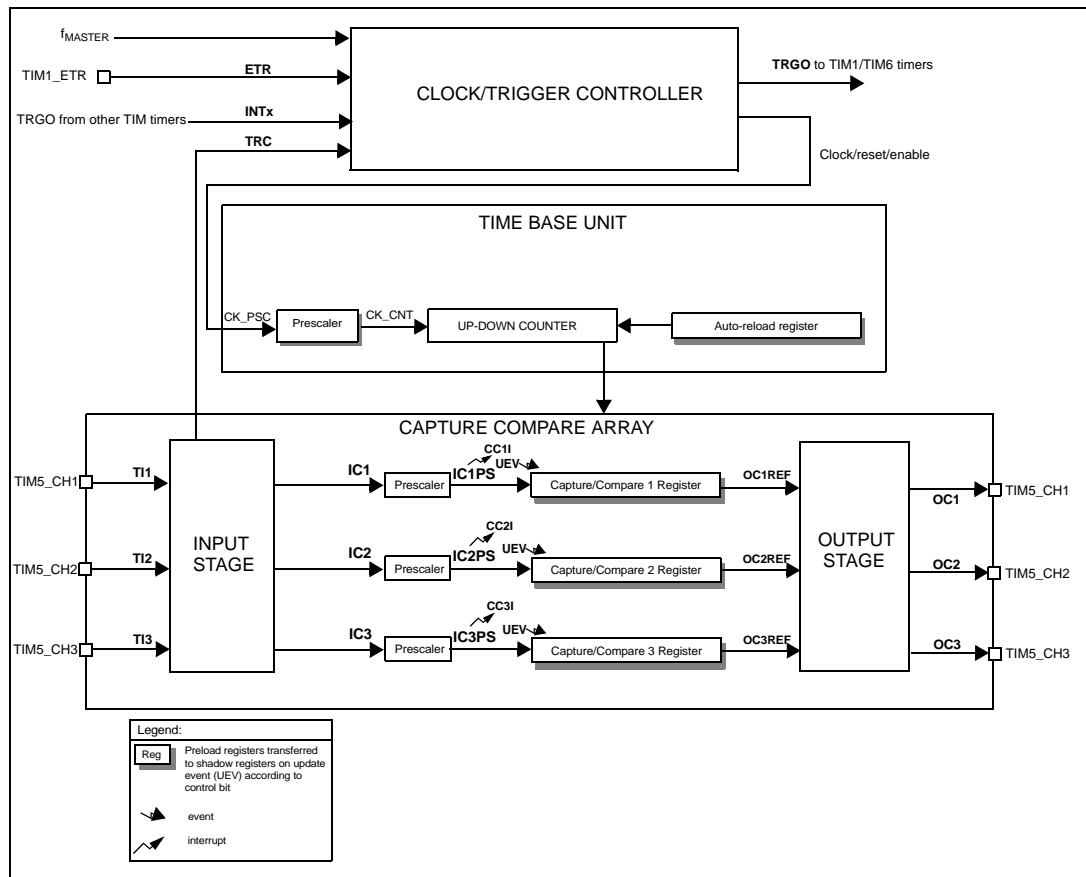 fMASTER
TIM1_ETR
ETR
TRGO from other TIM timers
INTx
TRC
CLOCK/TRIGGER CONTROLLER
TRGO to TIM1/TIM6 timers
Clock/reset/enable
TIME BASE UNIT
CK_PSC
Prescaler
CK_CNT
UP-DOWN COUNTER
Auto-reload register
CAPTURE COMPARE ARRAY
TIM5_CH1
TI1
INPUT
STAGE
IC1
Prescaler
IC1PS
CC1I
UEV
Capture/Compare 1 Register
OC1REF
OUTPUT
STAGE
OC1
TIM5_CH1
TIM5_CH2
TI2
IC2
Prescaler
IC2PS
CC2I
UEV
Capture/Compare 2 Register
OC2REF
OC2
TIM5_CH2
TIM5_CH3
TI3
IC3
Prescaler
IC3PS
CC3I
UEV
Capture/Compare 3 Register
OC3REF
OC3
TIM5_CH3
Legend:
Reg
Preload registers transferred
to shadow registers on update
event (UEV) according to
control bit
event
interrupt